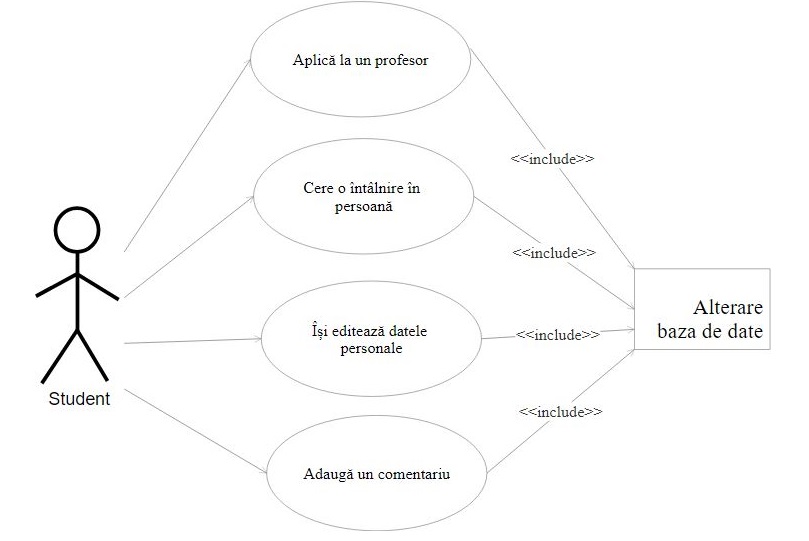 Aplică la un profesor
<<include>>
Cere o întâlnire în
persoană
<<include>>
Alterare
baza de date
Își editează datele
personale
<<include>>
Student
<<include>>
Adaugă un comentariu